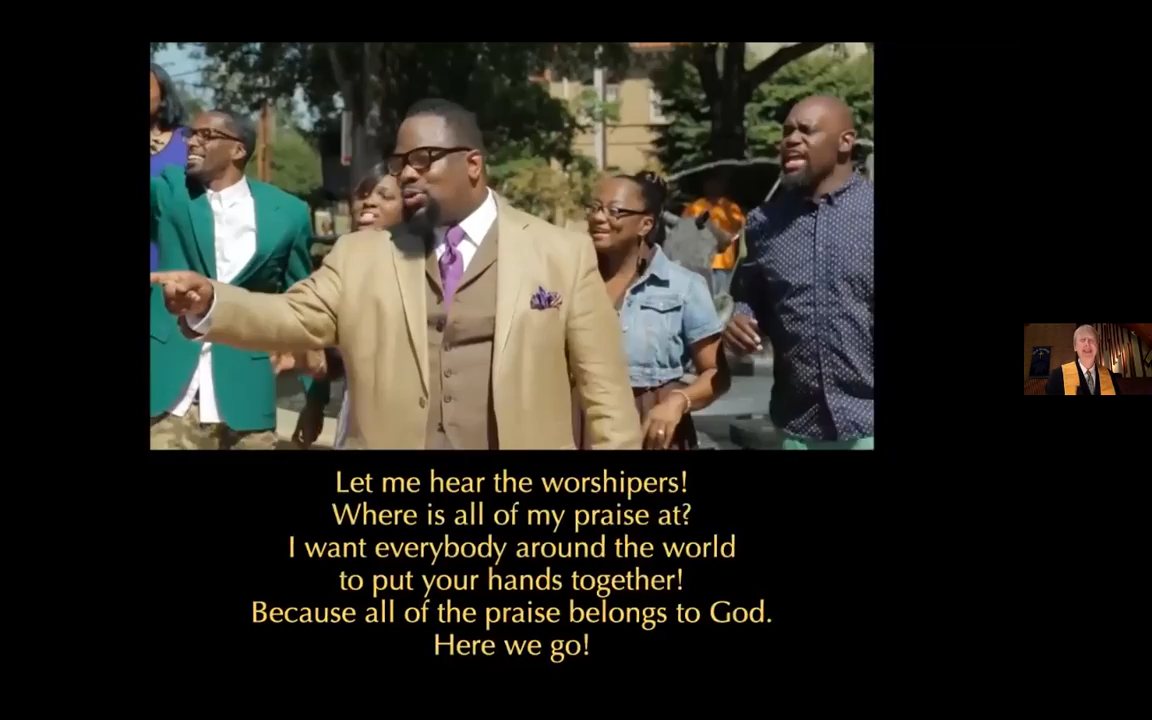 Let me hear the worshipers!
Where is all of my praise at?
I want everybody around the world
to put your hands together!
Because all of the praise belongs to God.
Here we go!